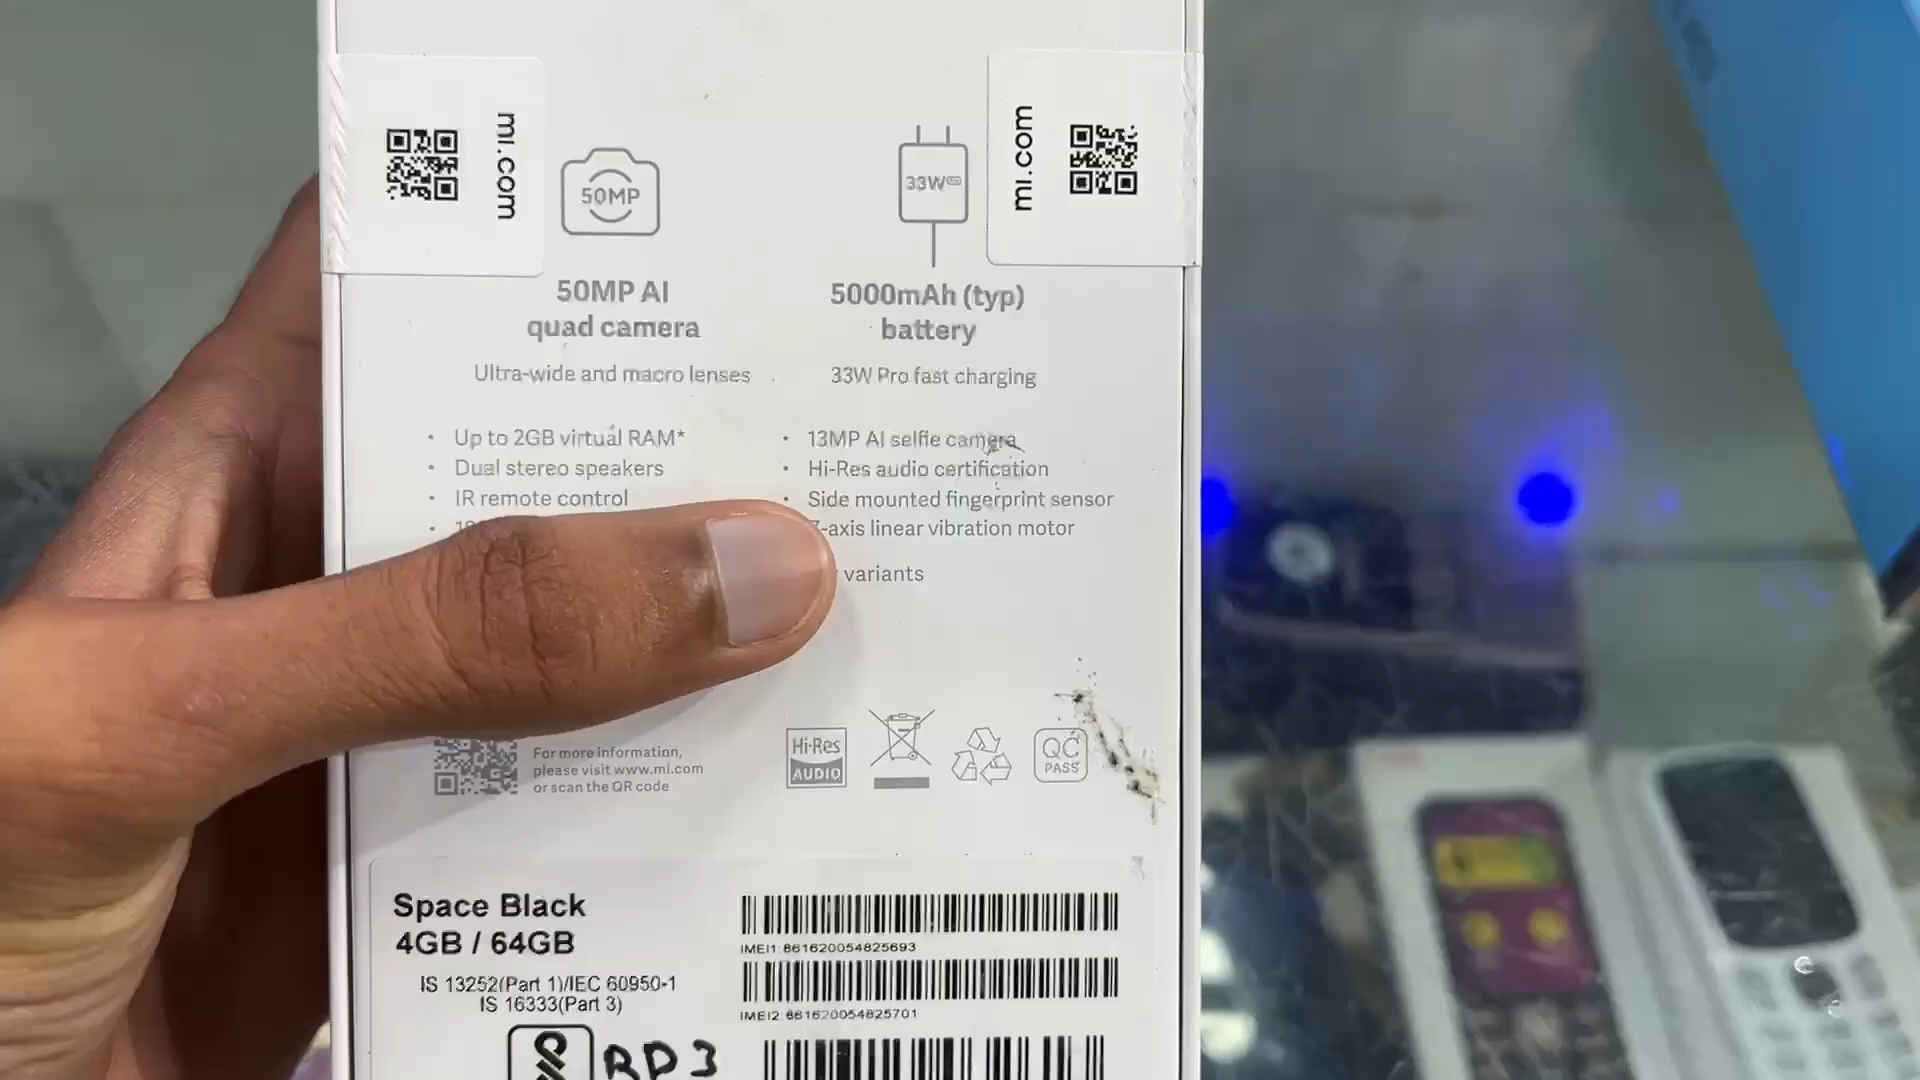 mi.com
mi.com
50MP
33W
50MP AI
quad camera
Ultra-wide and macro lenses
5000mAh (typ)
battery
33W Pro fast charging
• Up to 2GB virtual RAM*
• Dual stereo speakers
• IR remote control
• 13MP AI selfie camera
• Hi-Res audio certification
• Side mounted fingerprint sensor
-axis linear vibration motor
variants
For more information,
please visit www.mi.com
or scan the QR code
Hi-Res
AUDIO
QC
PASS
Space Black
4GB / 64GB
IS 13252(Part 1)/IEC 60950-1
IS 16333(Part 3)
IMEI1: 861620054825693
IMEI2: 861620054825701
RD3